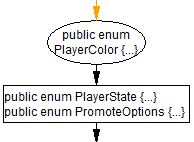 public enum
PlayerColor {...}
public enum PlayerState {...}
public enum PromoteOptions {...}